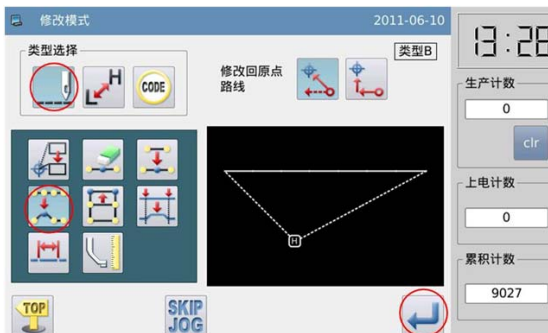 修改模式
2011-06-10
类型选择
类型B
13:28
L
H
CODE
修改回原点
路线
生产计数
0
clr
上电计数
0
H
累积计数
9027
TOP
SKIP
JOG